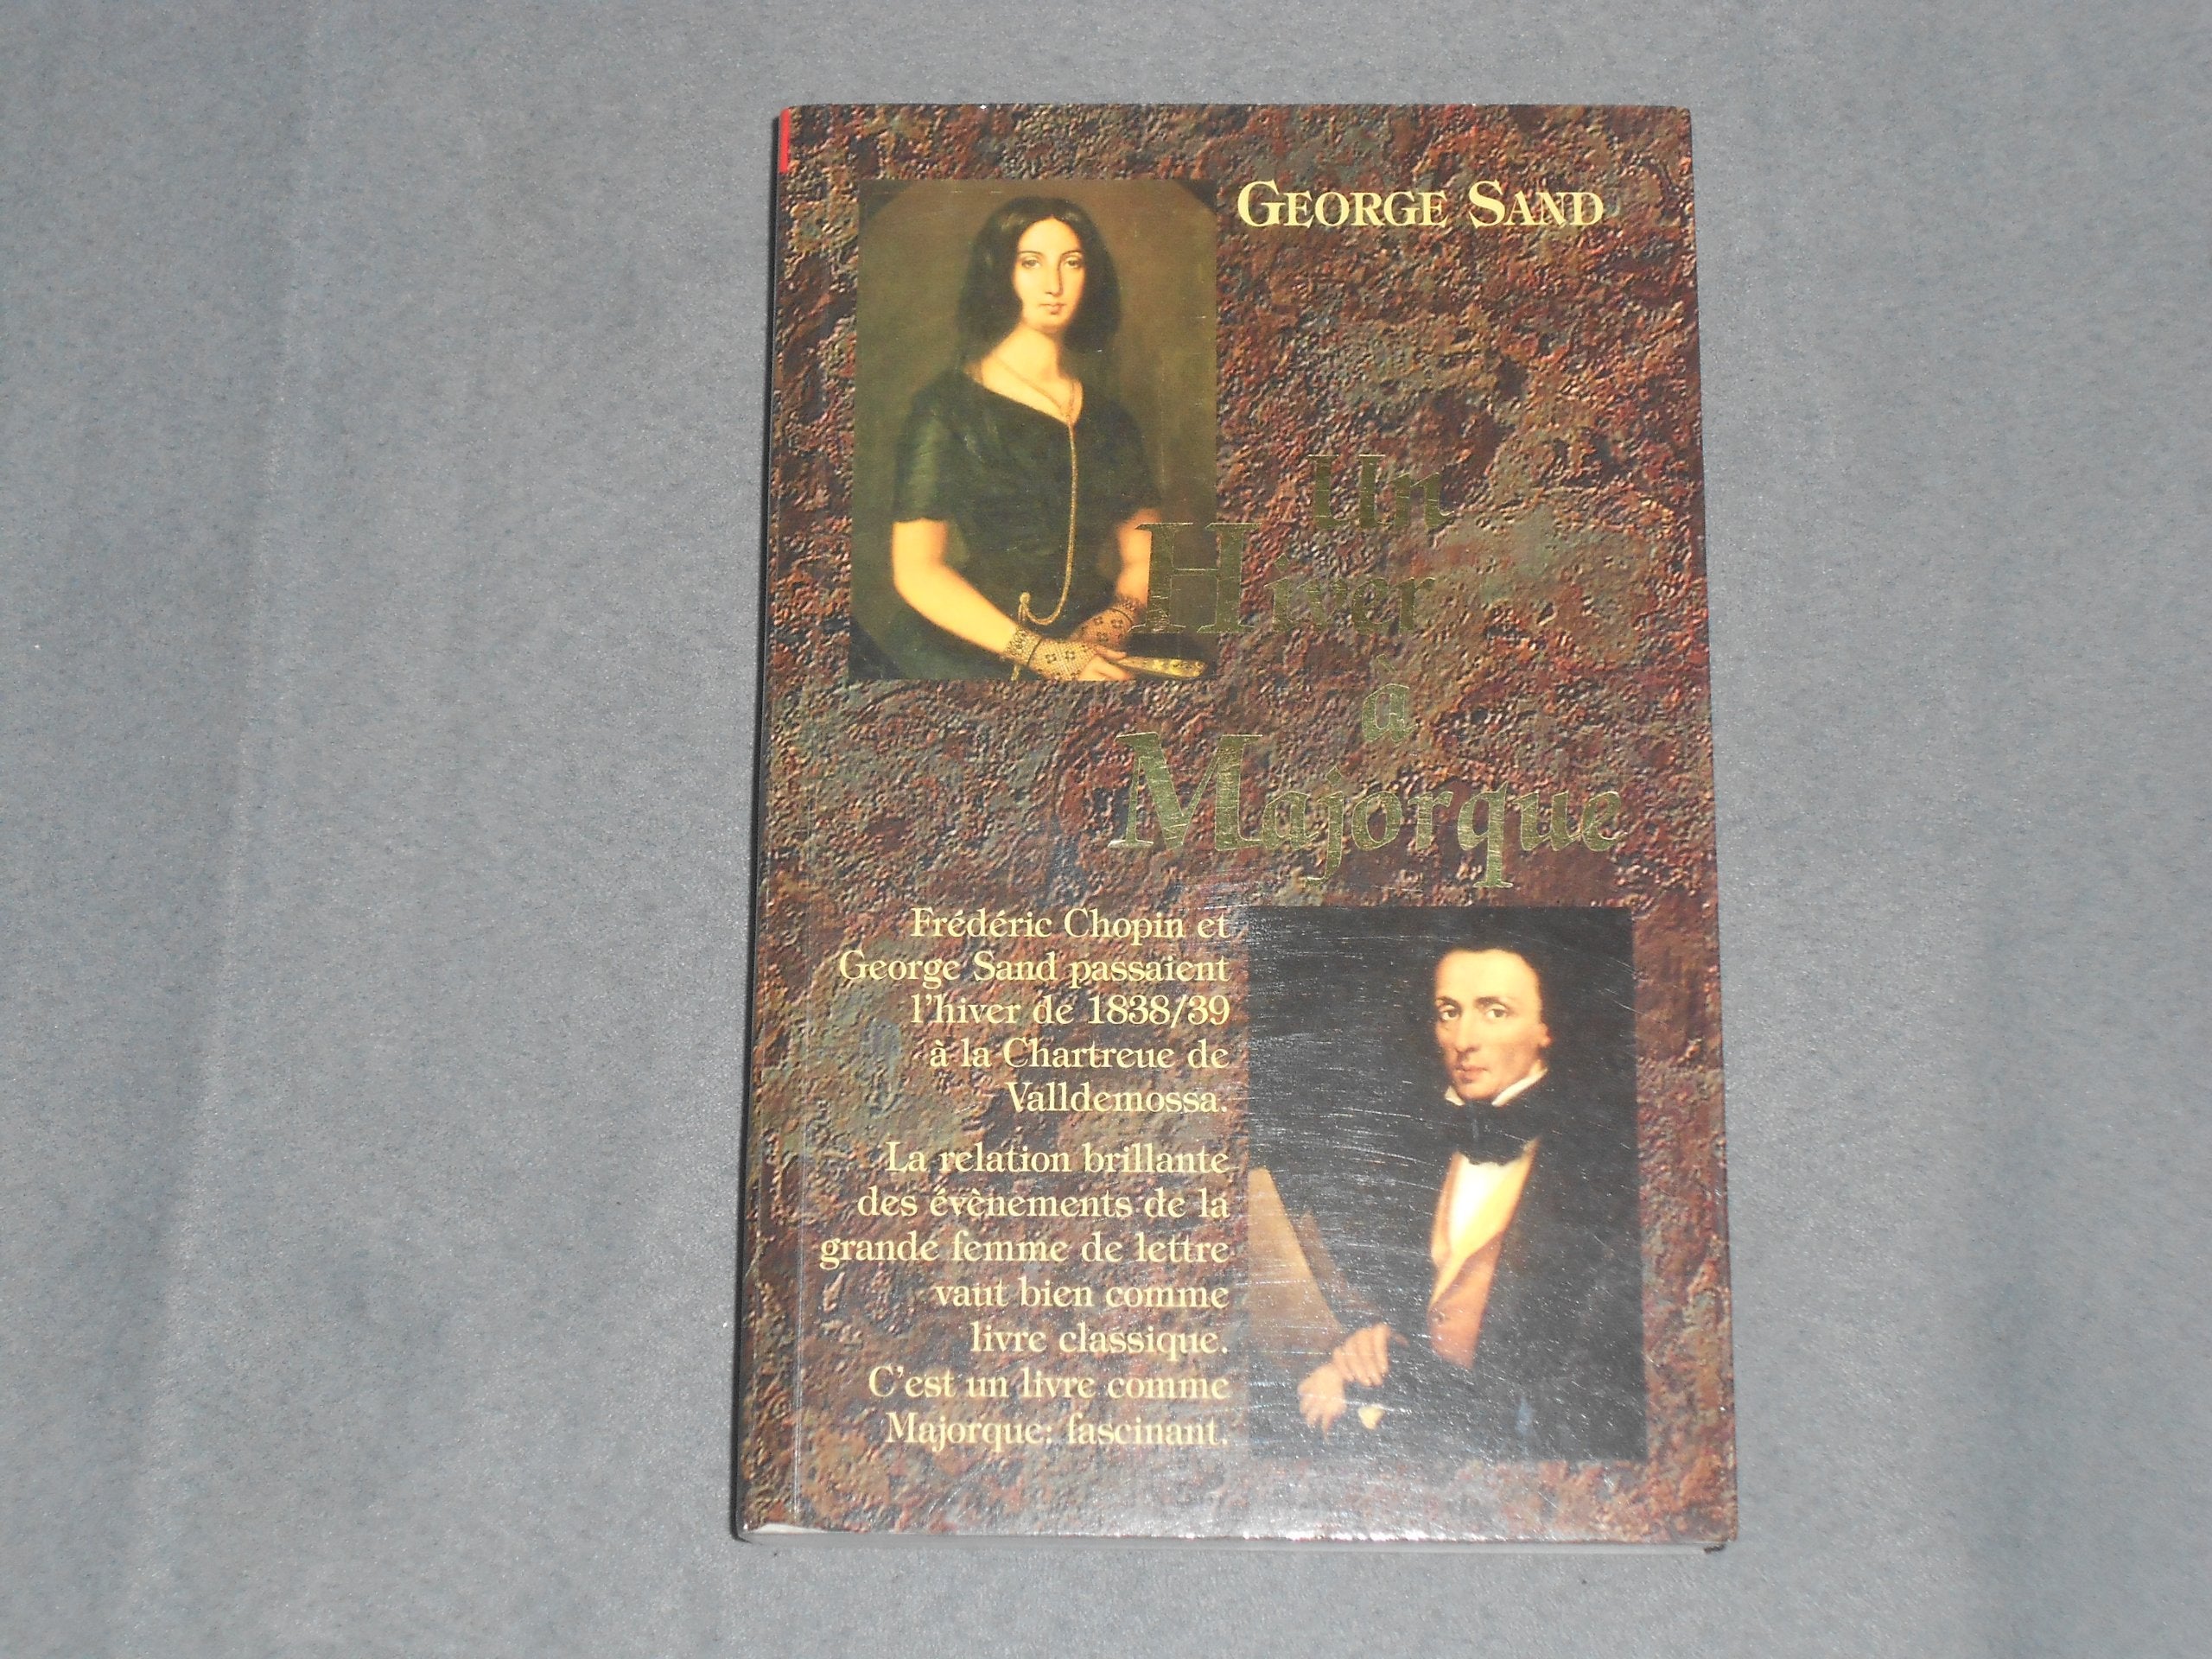 GEORGE SAND
Un
Hiver
à
Majorque
Frédéric Chopin et
George Sand passaient
l'hiver de 1838/39
à la Chartreue de
Valldemossa.
La relation brillante
des évènements de la
grande femme de lettre
vaut bien comme
livre classique.
C'est un livre comme
Majorque: fascinant.